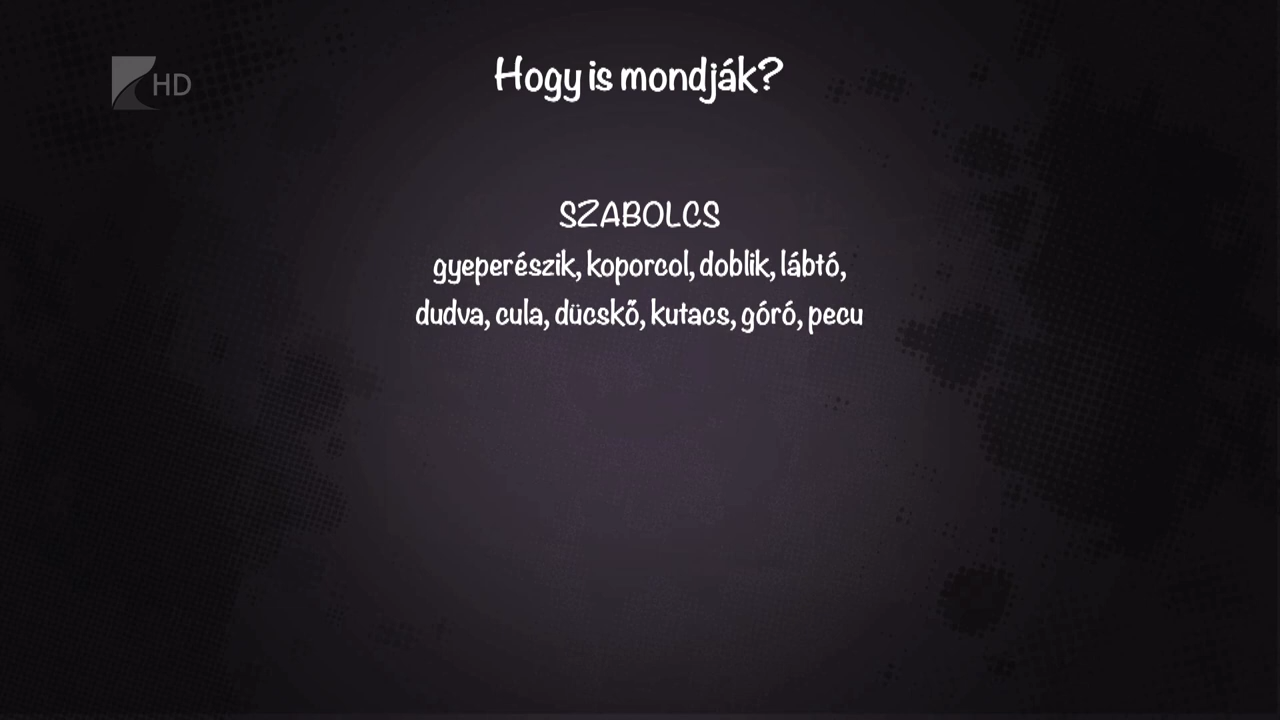 HD
Hogy is mondják?
SZABOLCS
gyeperészik, koporcol, doblik, lábtó,
dudva, cula, dücskő, kutacs, góró, pecu